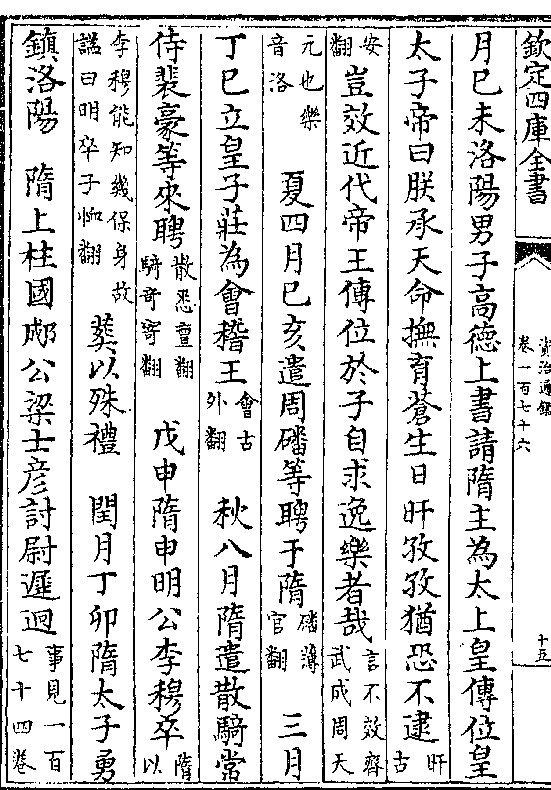 欽定四庫全書
資治通鑑
卷一百七十六
十五
月已未洛陽男子高德上書請隋主為太上皇傳位皇
太子帝曰朕承天命撫育蒼生日旰孜孜猶恐不逮旰古
安翻豈效近代帝王傳位於子自求逸樂者哉言不效齊武成周天
元也樂音洛 夏四月已亥遣周磻等聘于隋磻薄官翻 三月
丁巳立皇子莊為會稽王會古外翻 秋八月隋遣散騎常
侍裴豪等來聘散悉亶翻騎奇寄翻 戊申隋申明公李穆卒隋以
李穆能知幾保身故諡曰明卒子恤翻 葬以殊禮 閏月丁卯隋太子勇
鎮洛陽 隋上柱國郕公梁士彥討尉遲迥事見一百七十四卷